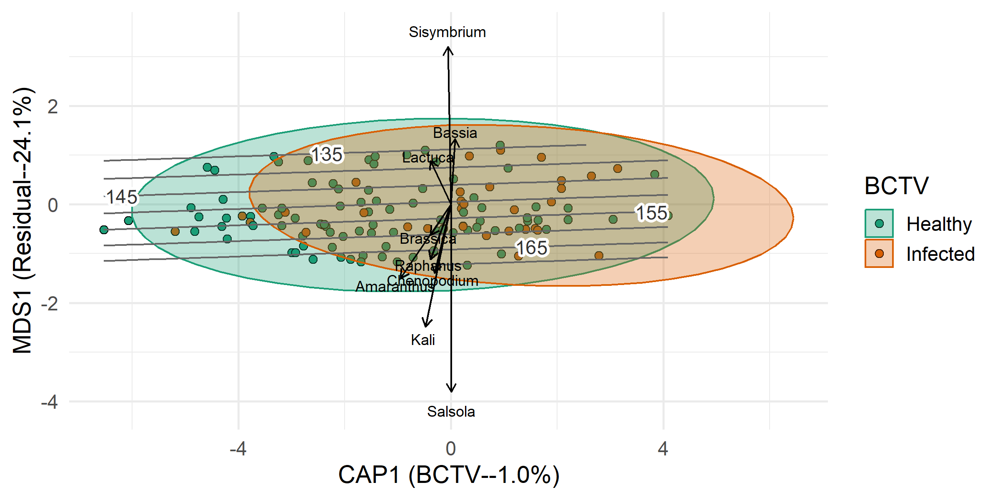 Sisymbrium
Bassia
Lactuca
135
145
155
165
Brassica
Raphanus
Chenopodium
Amaranthus
Kali
Salsola
2
0
-2
-4
-4
0
4
MDS1 (Residual--24.1%)
CAP1 (BCTV--1.0%)
BCTV
Healthy
Infected